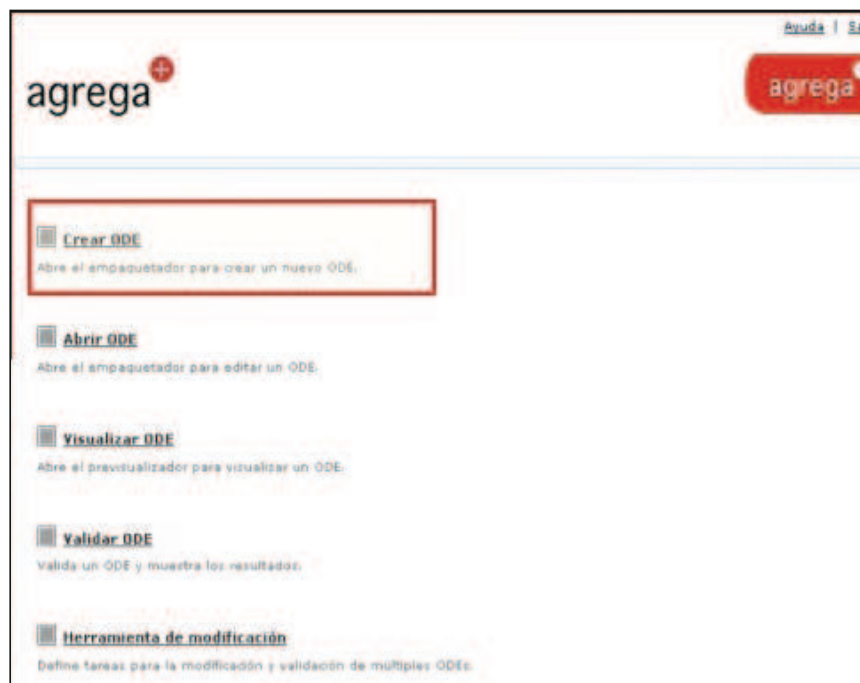 Ayuda |
agrega
agrega
Crear ODE
Abre el empaquetador para crear un nuevo ODE.
Abrir ODE
Abre el empaquetador para editar un ODE.
Visualizar ODE
Abre el previsualizador para visualizar un ODE.
Validar ODE
Valida un ODE y muestra los resultados.
Herramienta de modificación
Define tareas para la modificación y validación de múltiples ODEs.